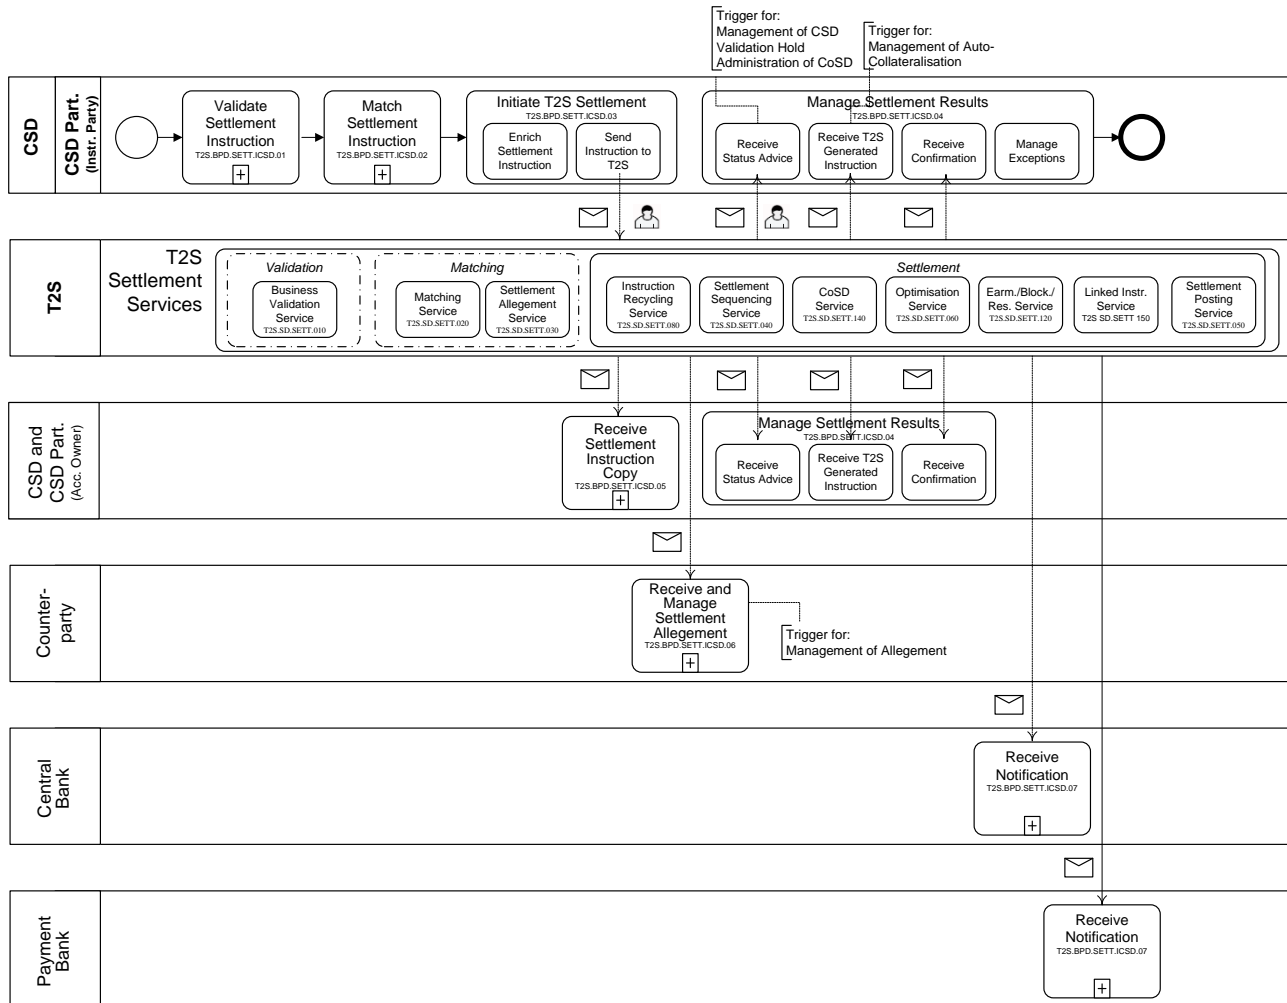 Trigger for:
Management of CSD
Validation Hold
Administration of CoSD
Trigger for:
Management of Auto-
Collateralisation
CSD
CSD Part.
(Instr. Party)
Validate
Settlement
Instruction
T2S.BPD.SETT.ICSD.01
+
Match
Settlement
Instruction
T2S.BPD.SETT.ICSD.02
+
Initiate T2S Settlement
T2S.BPD.SETT.ICSD.03
Enrich
Settlement
Instruction
Send
Instruction to
T2S
Manage Settlement Results
T2S.BPD.SETT.ICSD.04
Receive
Status Advice
Receive T2S
Generated
Instruction
Receive
Confirmation
Manage
Exceptions
T2S
T2S
Settlement
Services
Validation
Business
Validation
Service
T2S.SD.SETT.010
Matching
Matching
Service
T2S.SD.SETT.020
Settlement
Allegement
Service
T2S.SD.SETT.030
Settlement
Instruction
Recycling
Service
T2S.SD.SETT.080
Settlement
Sequencing
Service
T2S.SD.SETT.040
CoSD
Service
T2S.SD.SETT.140
Optimisation
Service
T2S.SD.SETT.060
Earm./Block./
Res. Service
T2S.SD.SETT.120
Linked Instr.
Service
T2S SD.SETT 150
Settlement
Posting
Service
T2S.SD.SETT.050
CSD and
CSD Part.
(Acc. Owner)
Receive
Settlement
Instruction
Copy
T2S.BPD.SETT.ICSD.05
+
Manage Settlement Results
T2S.BPD.SETT.ICSD.04
Receive
Status Advice
Receive T2S
Generated
Instruction
Receive
Confirmation
Counter-
party
Receive and
Manage
Settlement
Allegement
T2S.BPD.SETT.ICSD.06
+
Trigger for:
Management of Allegement
Central
Bank
Receive
Notification
T2S.BPD.SETT.ICSD.07
+
Payment
Bank
Receive
Notification
T2S.BPD.SETT.ICSD.07
+